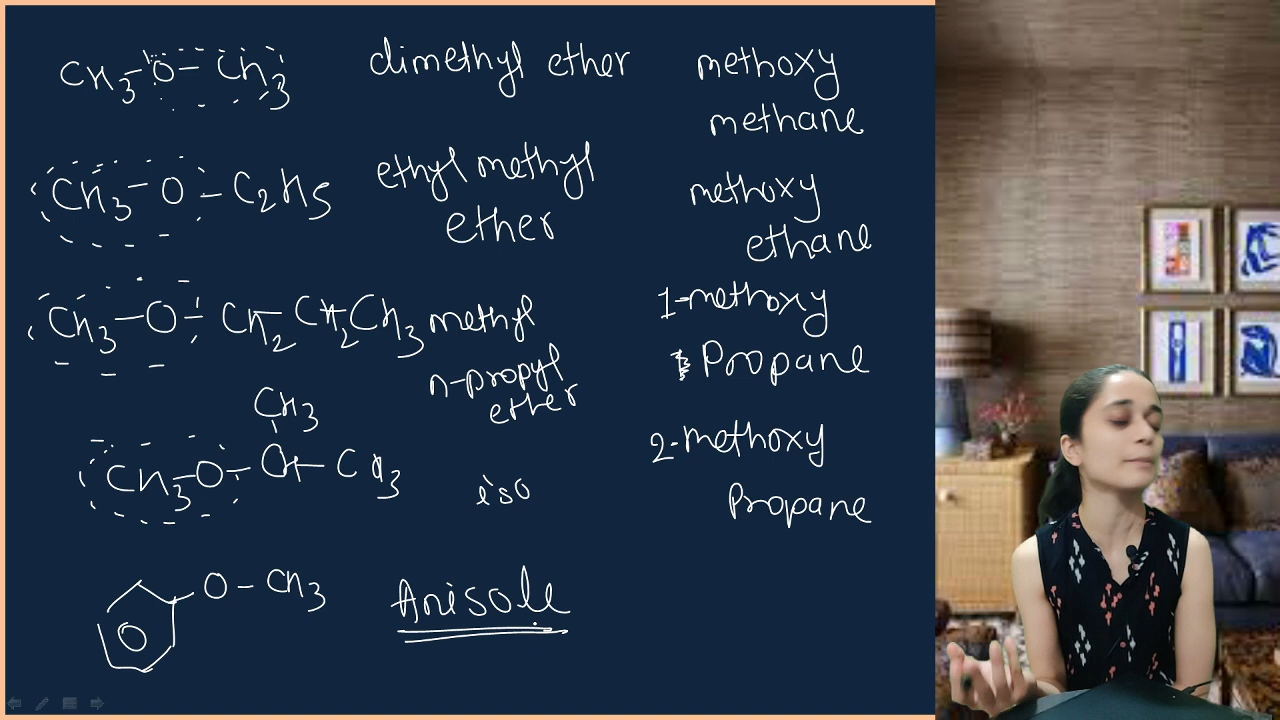 CH3-O-CH3 dimethyl ether methoxy
methane
CH3-O-C2H5 ethyl methyl
ether
methoxy
ethane
CH3-O-CH2CH2CH3 methyl
n-propyl
ether
1-methoxy
Propane
CH3
CH3-O-CH-CH3 iso
2-methoxy
Propane
O-CH3 Anisole